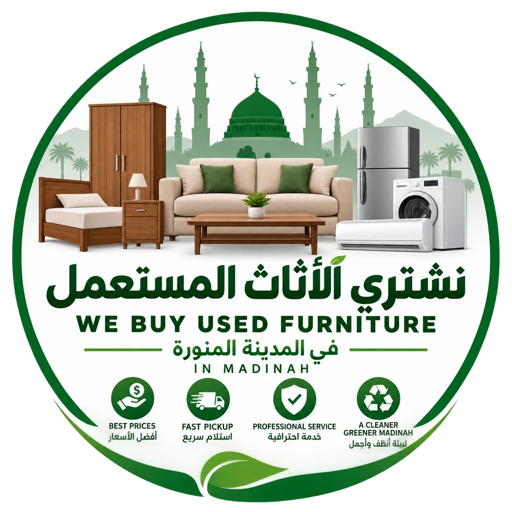 نشتري الأثاث المستعمل
WE BUY USED FURNITURE
في المدينة المنورة
IN MADINAH
BEST PRICES
أفضل الأسعار
FAST PICKUP
استلام سريع
PROFESSIONAL SERVICE
خدمة احترافية
A CLEANER
GREENER MADINAH
لبيئة أنظف وأجمل